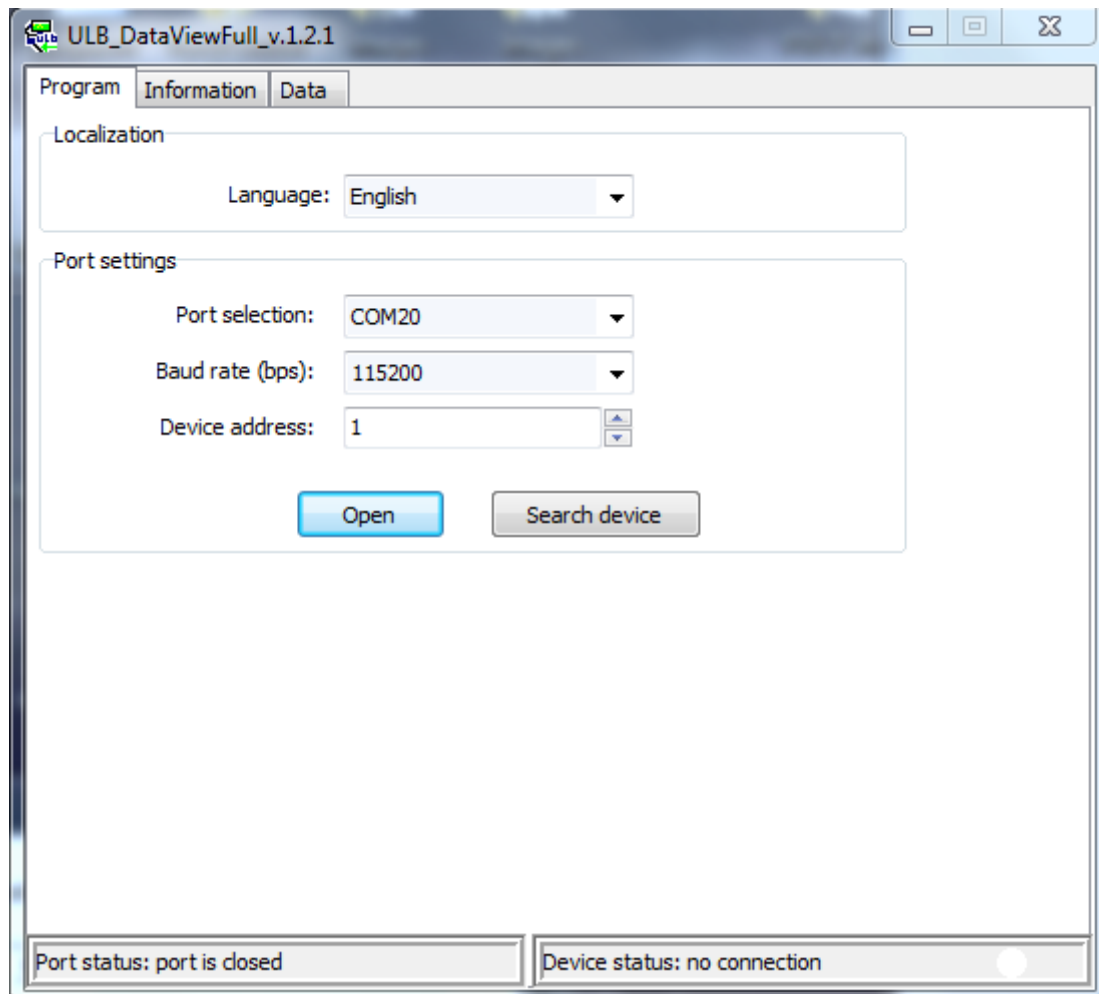 ULB_DataViewFull_v.1.2.1
Program Information Data
Localization
Language: English
Port settings
Port selection: COM20
Baud rate (bps): 115200
Device address: 1
Open Search device
Port status: port is closed Device status: no connection